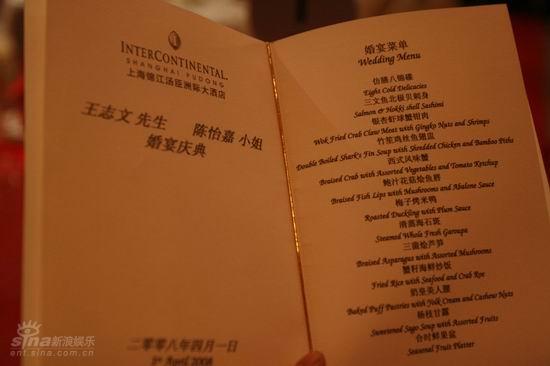 INTERCONTINENTAL.
SHANGHAI PUDONG
上海锦江汤臣洲际大酒店
王志文 先生 陈怡嘉 小姐
婚宴庆典
二零零八年四月一日
1st April 2008
婚宴菜单
Wedding Menu
仿膳八锦碟
Eight Cold Delicacies
三文鱼北极贝刺身
Salmon & Hokki shell Sashimi
银杏虾球蟹钳肉
Wok Fried Crab Claw Meat with Gingko Nuts and Shrimps
竹笙鸡丝鱼翅羹
Double Boiled Shark's Fin Soup with Shredded Chicken and Bamboo Piths
西式风味蟹
Braised Crab with Assorted Vegetables and Tomato Ketchup
鲍汁花菇烩鱼唇
Braised Fish Lips with Mushrooms and Abalone Sauce
梅子烤米鸭
Roasted Duckling with Plum Sauce
清蒸海石斑
Steamed Whole Fresh Garoupa
三菌烩芦笋
Braised Asparagus with Assorted Mushrooms
蟹籽海鲜炒饭
Fried Rice with Seafood and Crab Roe
奶皇美人腰
Baked Puff Pastries with Yolk Cream and Cashew Nuts
杨枝甘露
Sweetened Sago Soup with Assorted Fruits
合时鲜果盆
Seasonal Fruit Platter
sina 新浪娱乐
ent.sina.com.cn